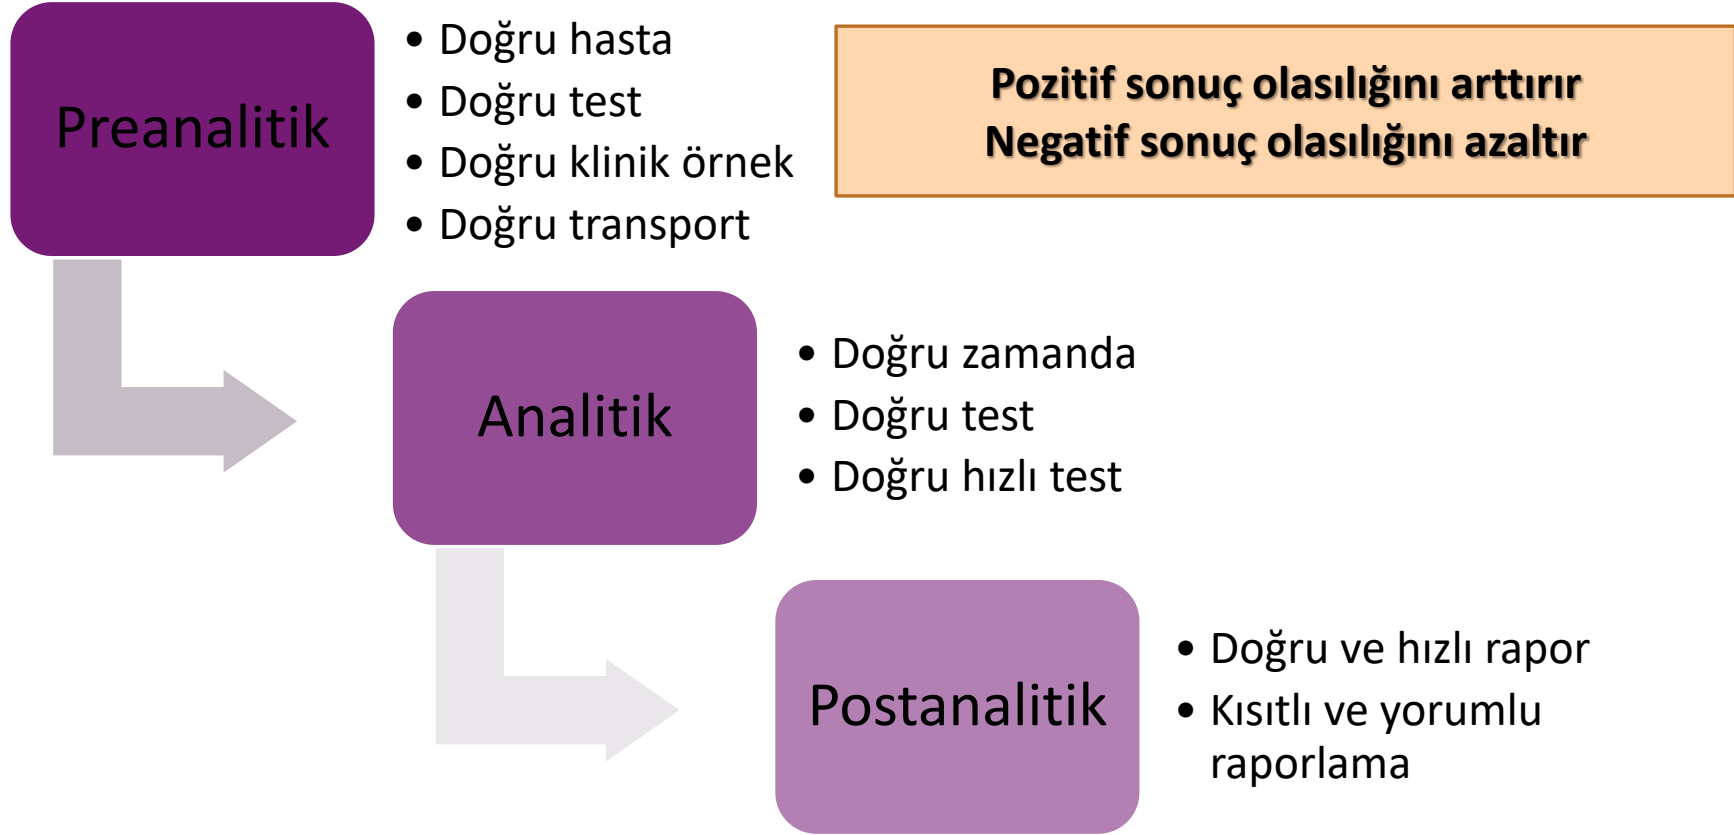 Preanalitik
• Doğru hasta
• Doğru test
• Doğru klinik örnek
• Doğru transport
Pozitif sonuç olasılığını arttırır
Negatif sonuç olasılığını azaltır
Analitik
• Doğru zamanda
• Doğru test
• Doğru hızlı test
Postanalitik
• Doğru ve hızlı rapor
• Kısıtlı ve yorumlu
raporlama